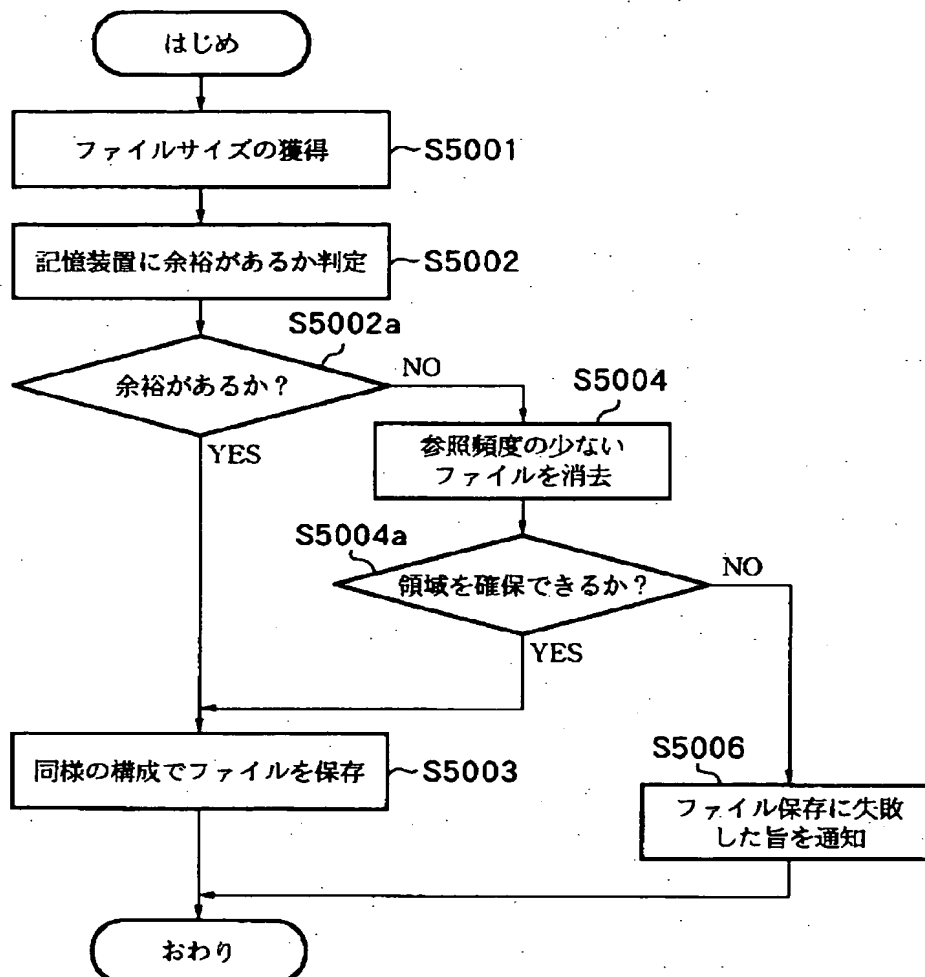 はじめ
ファイルサイズの獲得
S5001
記憶装置に余裕があるか判定
S5002
S5002a
余裕があるか？
NO
YES
S5004
参照頻度の少ない
ファイルを消去
S5004a
領域を確保できるか？
NO
YES
同様の構成でファイルを保存
S5003
S5006
ファイル保存に失敗
した旨を通知
おわり